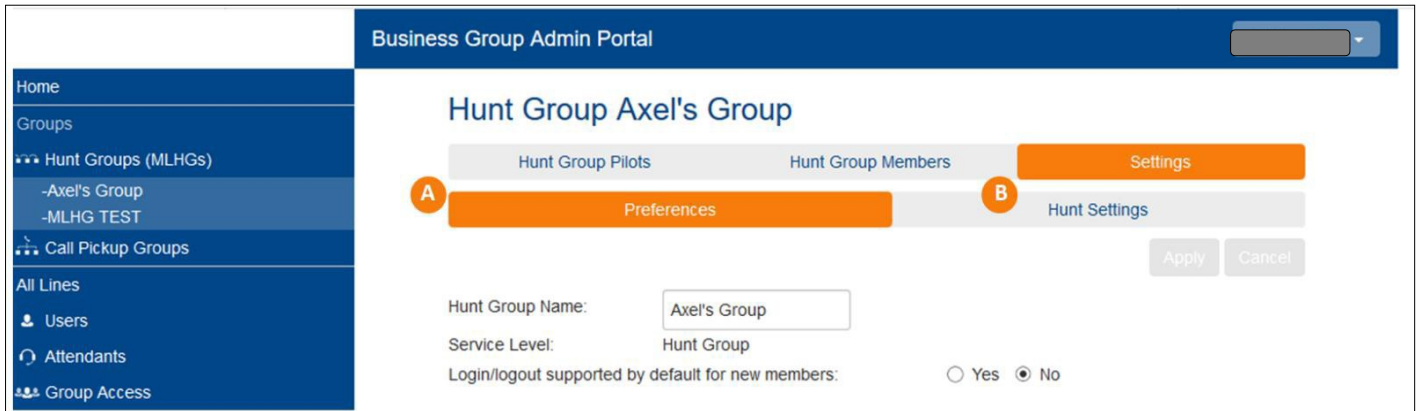 Business Group Admin Portal
Home
Groups
Hunt Groups (MLHGs)
-Axel's Group
-MLHG TEST
Call Pickup Groups
All Lines
Users
Attendants
Group Access
Hunt Group Axel's Group
Hunt Group Pilots Hunt Group Members Settings
A Preferences B Hunt Settings
Apply Cancel
Hunt Group Name: Axel's Group
Service Level: Hunt Group
Login/logout supported by default for new members: Yes No